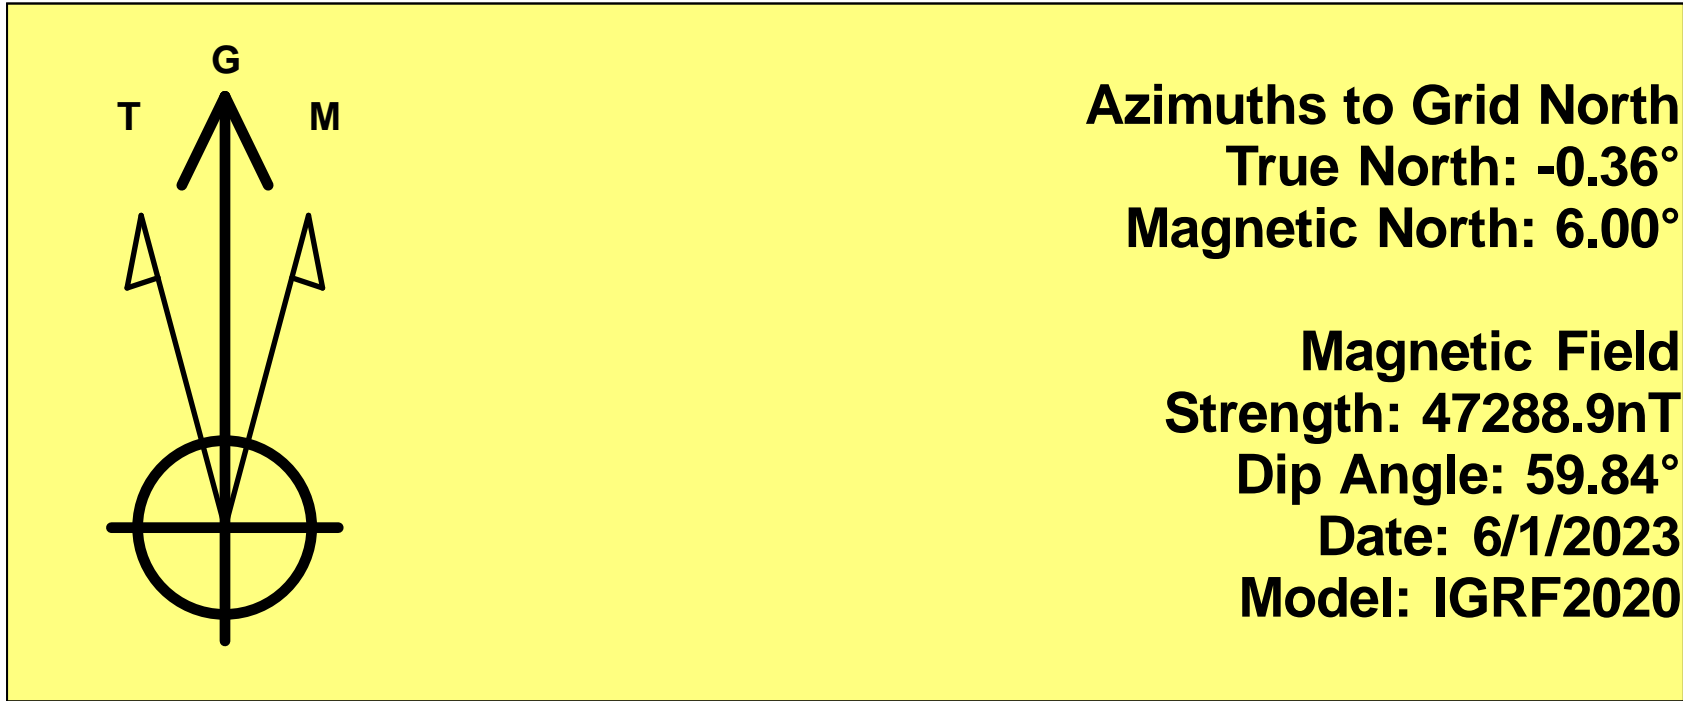 G
T M
Azimuths to Grid North
True North: -0.36°
Magnetic North: 6.00°
Magnetic Field
Strength: 47288.9nT
Dip Angle: 59.84°
Date: 6/1/2023
Model: IGRF2020